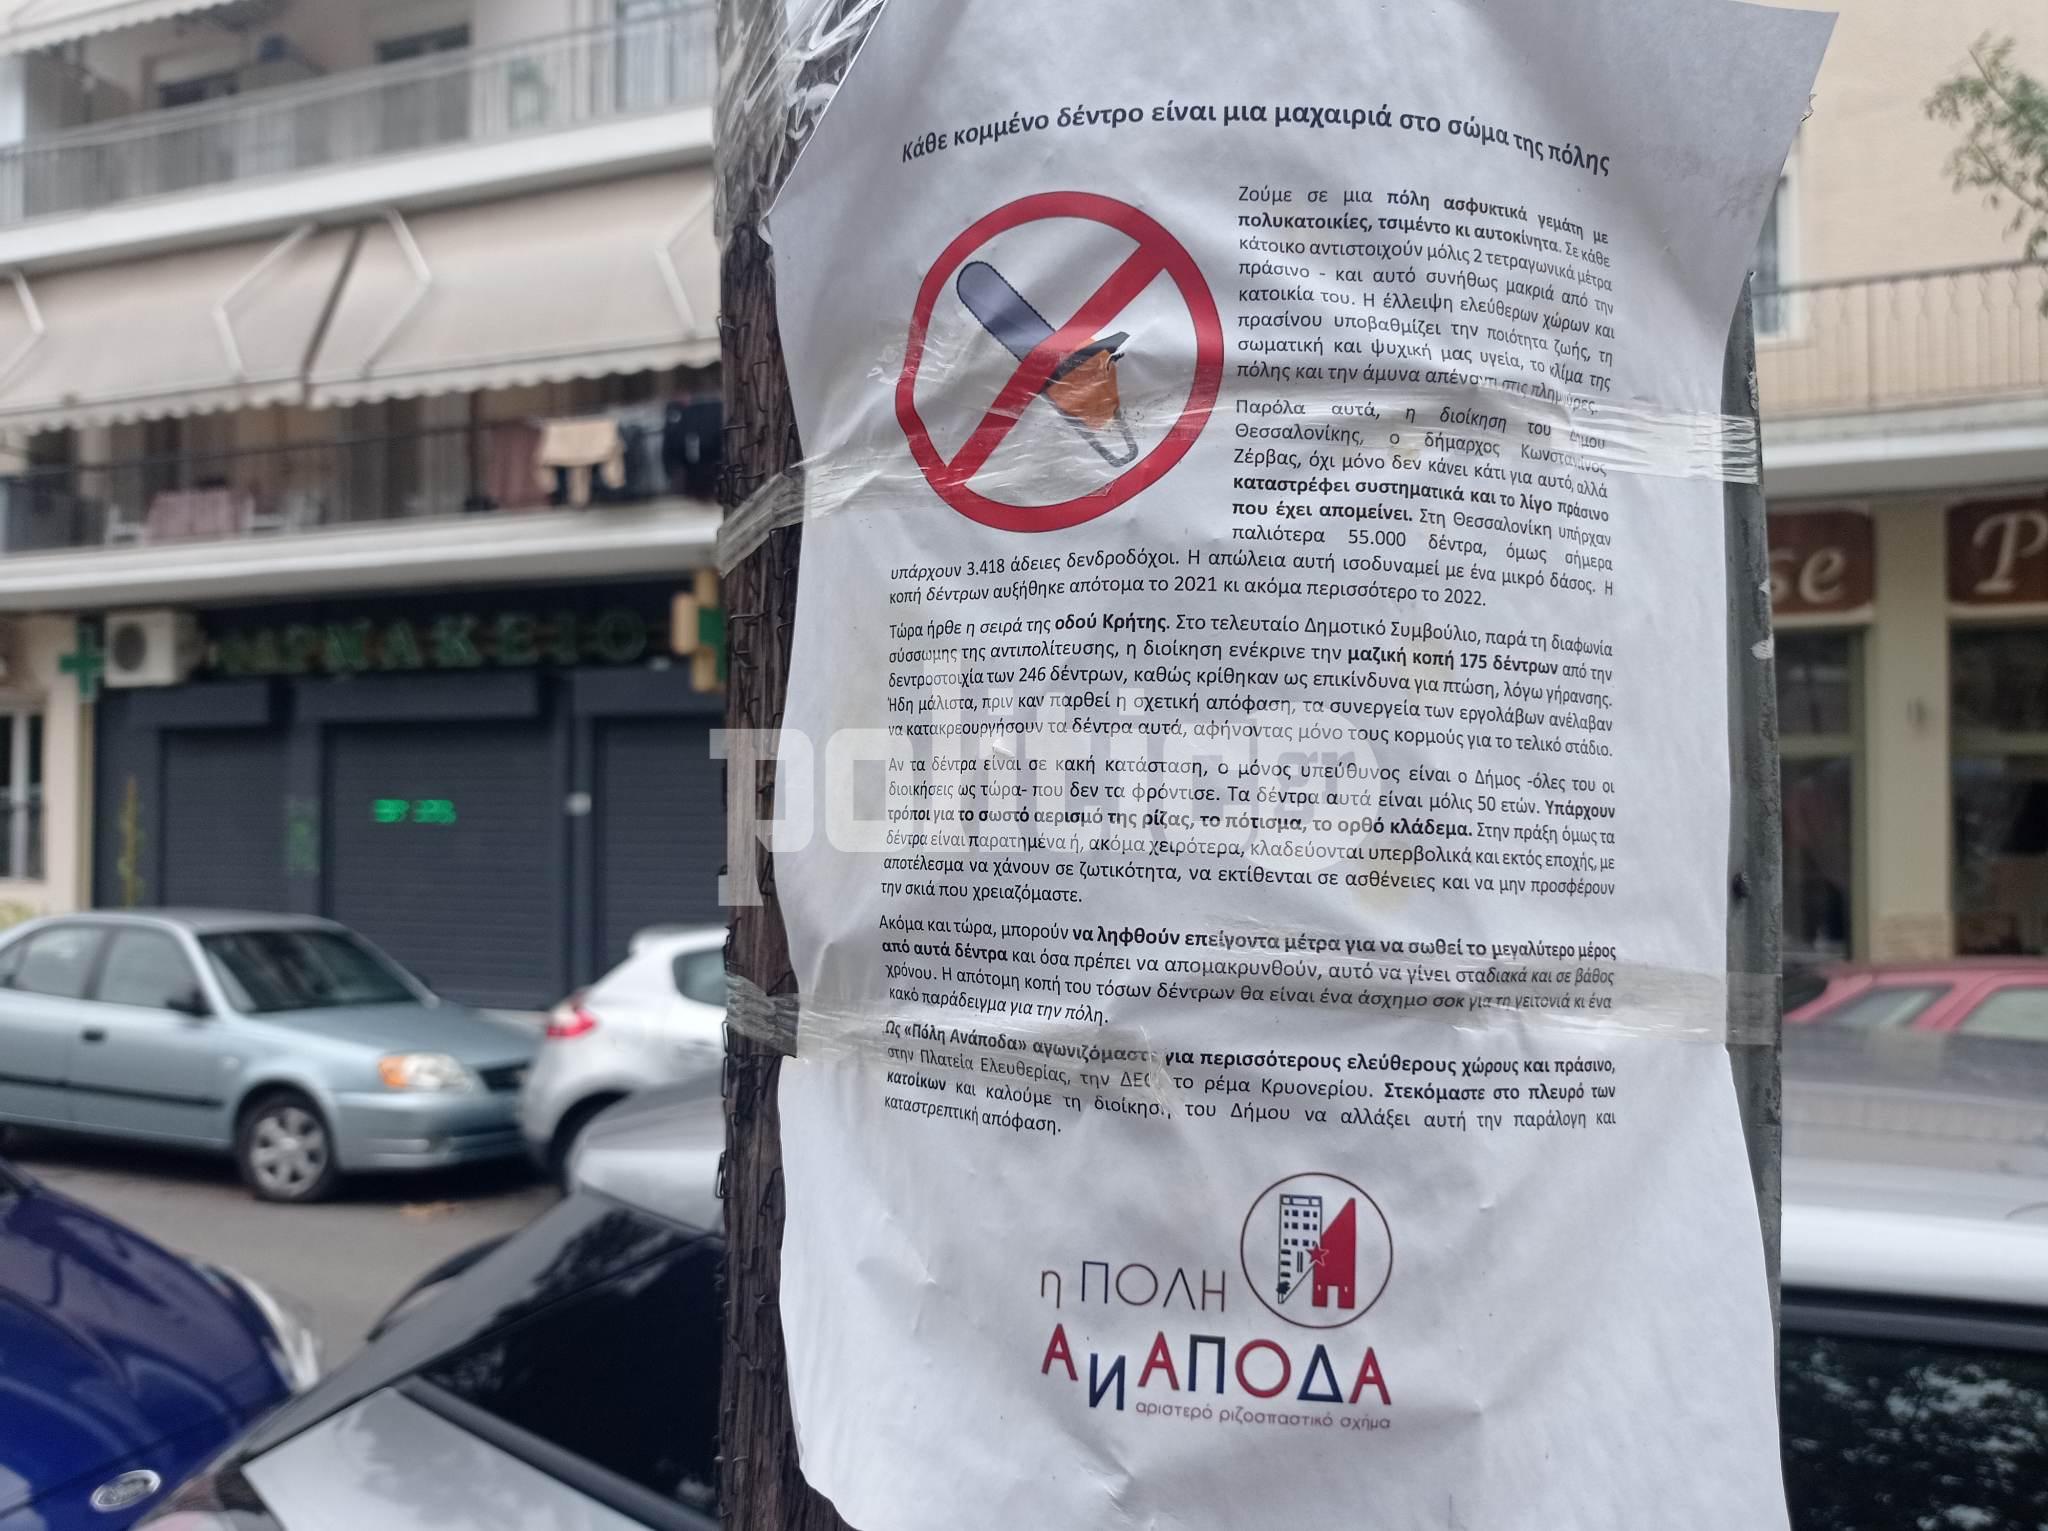 Κάθε κομμένο δέντρο είναι μια μαχαιριά στο σώμα της πόλης
Ζούμε σε μια πόλη ασφυκτικά γεμάτη με
πολυκατοικίες, τσιμέντο κι αυτοκίνητα. Σε κάθε
κάτοικο αντιστοιχούν μόλις 2 τετραγωνικά μέτρα
πράσινο - και αυτό συνήθως μακριά από την
κατοικία του. Η έλλειψη ελεύθερων χώρων και
πρασίνου υποβαθμίζει την ποιότητα ζωής, τη
σωματική και ψυχική μας υγεία, το κλίμα της
πόλης και την άμυνα απέναντι στις πλημμύρες.
Παρόλα αυτά, η διοίκηση του Δήμου
Θεσσαλονίκης, ο δήμαρχος Κωνσταντίνος
Ζέρβας, όχι μόνο δεν κάνει κάτι για αυτό, αλλά
καταστρέφει συστηματικά και το λίγο πράσινο
που έχει απομείνει. Στη Θεσσαλονίκη υπήρχαν
παλιότερα 55.000 δέντρα, όμως σήμερα
υπάρχουν 3.418 άδειες δενδροδόχοι. Η απώλεια αυτή ισοδυναμεί με ένα μικρό δάσος. Η
κοπή δέντρων αυξήθηκε απότομα το 2021 κι ακόμα περισσότερο το 2022.
Τώρα ήρθε η σειρά της οδού Κρήτης. Στο τελευταίο Δημοτικό Συμβούλιο, παρά τη διαφωνία
σύσσωμης της αντιπολίτευσης, η διοίκηση ενέκρινε την μαζική κοπή 175 δέντρων από την
δεντροστοιχία των 246 δέντρων, καθώς κρίθηκαν ως επικίνδυνα για πτώση, λόγω γήρανσης.
Ήδη μάλιστα, πριν καν παρθεί η σχετική απόφαση, τα συνεργεία των εργολάβων ανέλαβαν
να κατακρεουργήσουν τα δέντρα αυτά, αφήνοντας μόνο τους κορμούς για το τελικό στάδιο.
Αν τα δέντρα είναι σε κακή κατάσταση, ο μόνος υπεύθυνος είναι ο Δήμος -όλες του οι
διοικήσεις ως τώρα- που δεν τα φρόντισε. Τα δέντρα αυτά είναι μόλις 50 ετών. Υπάρχουν
τρόποι για το σωστό αερισμό της ρίζας, το πότισμα, το ορθό κλάδεμα. Στην πράξη όμως τα
δέντρα είναι παρατημένα ή, ακόμα χειρότερα, κλαδεύονται υπερβολικά και εκτός εποχής, με
αποτέλεσμα να χάνουν σε ζωτικότητα, να εκτίθενται σε ασθένειες και να μην προσφέρουν
την σκιά που χρειαζόμαστε.
Ακόμα και τώρα, μπορούν να ληφθούν επείγοντα μέτρα για να σωθεί το μεγαλύτερο μέρος
από αυτά δέντρα και όσα πρέπει να απομακρυνθούν, αυτό να γίνει σταδιακά και σε βάθος
χρόνου. Η απότομη κοπή του τόσων δέντρων θα είναι ένα άσχημο σοκ για τη γειτονιά κι ένα
κακό παράδειγμα για την πόλη.
Ως «Πόλη Ανάποδα» αγωνιζόμαστε για περισσότερους ελεύθερους χώρους και πράσινο,
στην Πλατεία Ελευθερίας, την ΔΕΘ, το ρέμα Κρυονερίου. Στεκόμαστε στο πλευρό των
κατοίκων και καλούμε τη διοίκηση του Δήμου να αλλάξει αυτή την παράλογη και
καταστρεπτική απόφαση.
η ΠΟΛΗ
ΑΝΑΠΟΔΑ
αριστερό ριζοσπαστικό σχήμα
politic.gr
ΦΑΡΜΑΚΕΙΟ
se
P
Ford